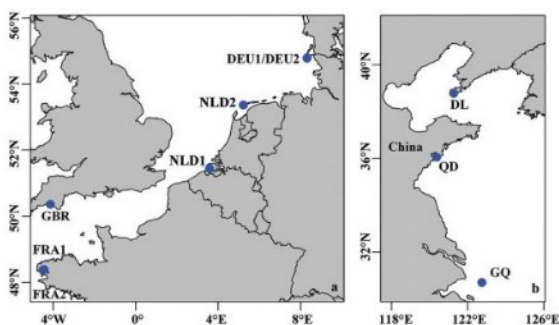 56°N
54°N
52°N
50°N
48°N
DEU1/DEU2
NLD2
NLD1
GBR
FRA1
FRA2
a
4°W
0°
4°E
8°E
40°N
36°N
32°N
DL
China
QD
GQ
b
118°E
122°E
126°E